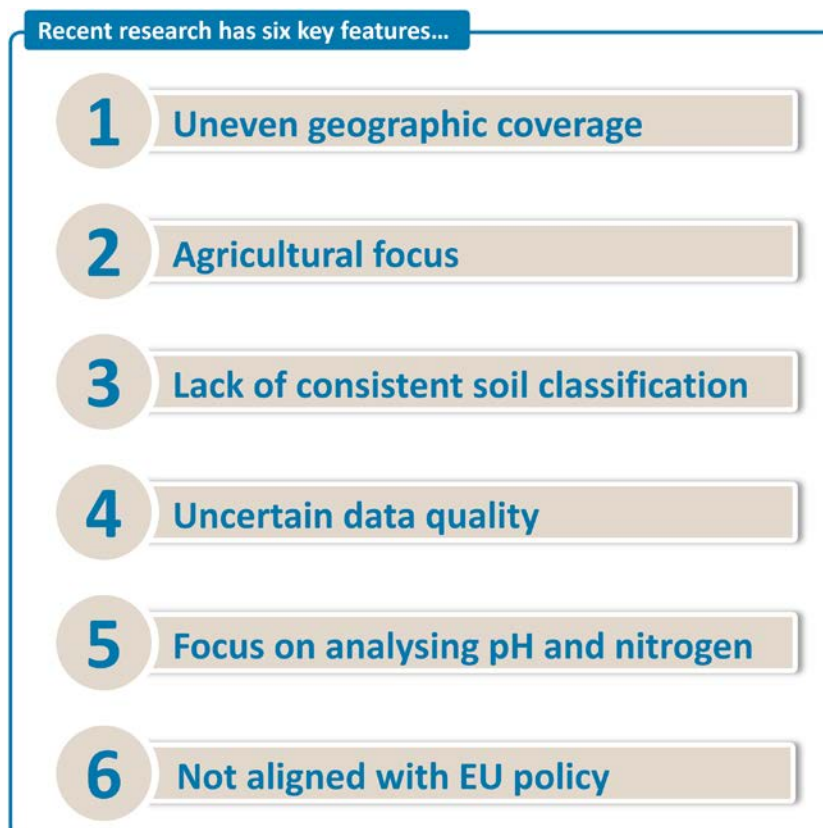 Recent research has six key features...
1 Uneven geographic coverage
2 Agricultural focus
3 Lack of consistent soil classification
4 Uncertain data quality
5 Focus on analysing pH and nitrogen
6 Not aligned with EU policy